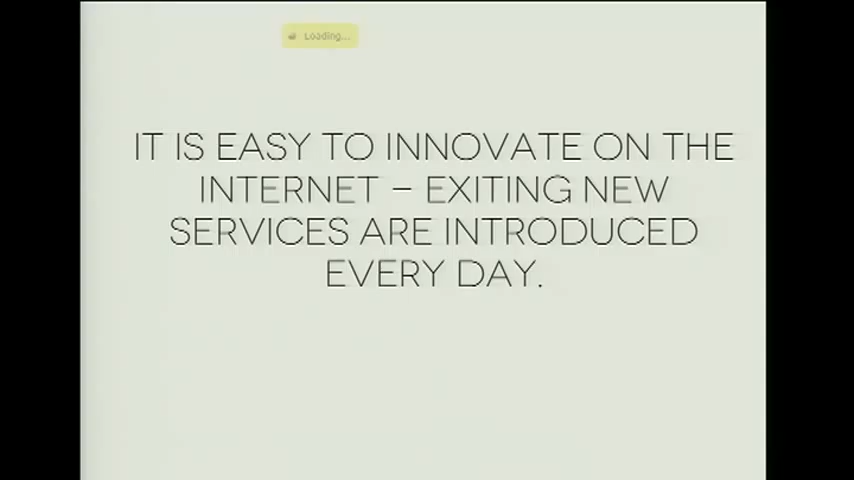 Loading...
IT IS EASY TO INNOVATE ON THE
INTERNET – EXITING NEW
SERVICES ARE INTRODUCED
EVERY DAY.